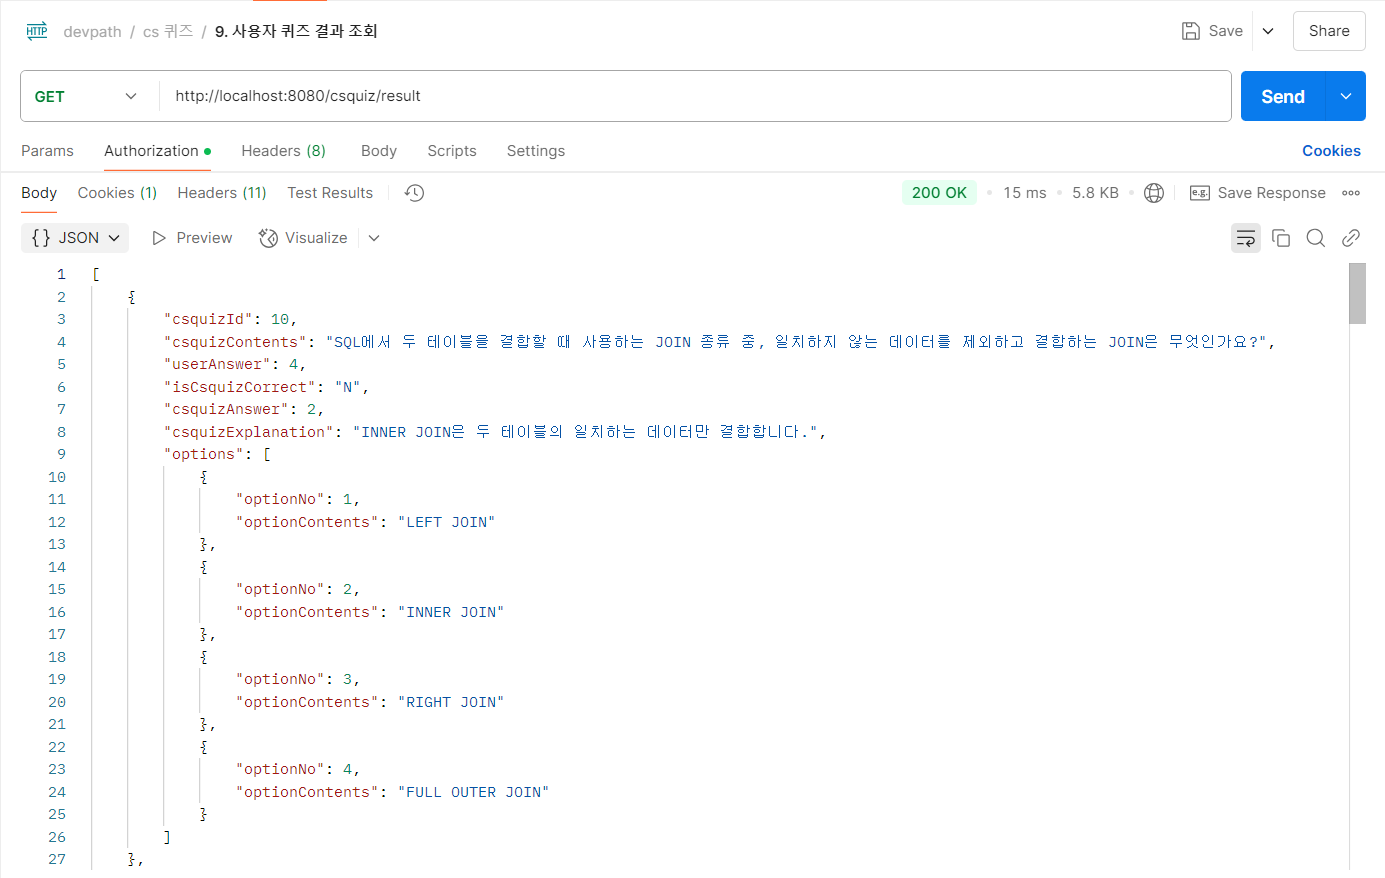 HTTP devpath / cs 퀴즈 / 9. 사용자 퀴즈 결과 조회 Save Share
GET http://localhost:8080/csquiz/result Send
Params Authorization Headers (8) Body Scripts Settings Cookies
Body Cookies (1) Headers (11) Test Results 200 OK 15 ms 5.8 KB e.g. Save Response
{} JSON Preview Visualize
1 [
2 {
3 "csquizId": 10,
4 "csquizContents": "SQL에서 두 테이블을 결합할 때 사용하는 JOIN 종류 중, 일치하지 않는 데이터를 제외하고 결합하는 JOIN은 무엇인가요?",
5 "userAnswer": 4,
6 "isCsquizCorrect": "N",
7 "csquizAnswer": 2,
8 "csquizExplanation": "INNER JOIN은 두 테이블의 일치하는 데이터만 결합합니다.",
9 "options": [
10 {
11 "optionNo": 1,
12 "optionContents": "LEFT JOIN"
13 },
14 {
15 "optionNo": 2,
16 "optionContents": "INNER JOIN"
17 },
18 {
19 "optionNo": 3,
20 "optionContents": "RIGHT JOIN"
21 },
22 {
23 "optionNo": 4,
24 "optionContents": "FULL OUTER JOIN"
25 }
26 ]
27 },